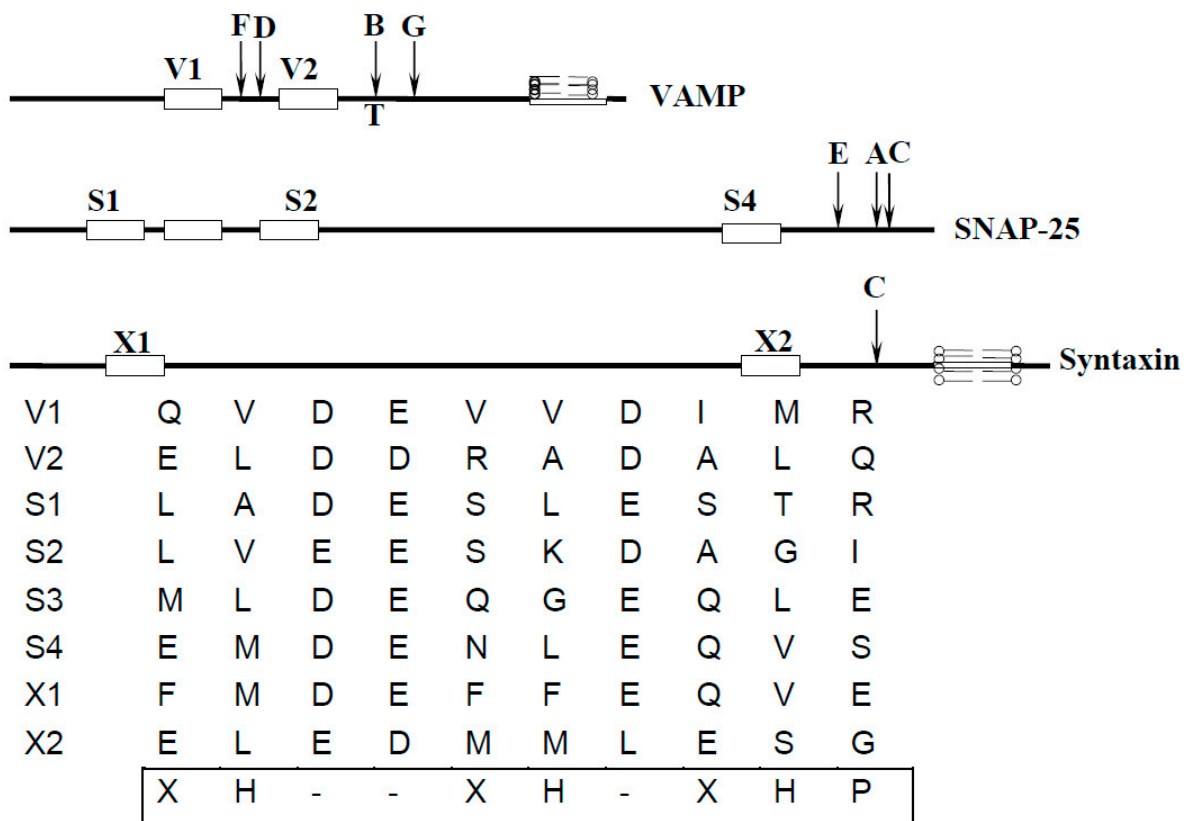 F D B G
V1 V2
VAMP
T
E A C
S1 S2 S4
SNAP-25
C
X1 X2
Syntaxin
V1 Q V D E V V D I M R
V2 E L D D R A D A L Q
S1 L A D E S L E S T R
S2 L V E E S K D A G I
S3 M L D E Q G E Q L E
S4 E M D E N L E Q V S
X1 F M D E F F E Q V E
X2 E L E D M M L E S G
X H - - X H - X H P